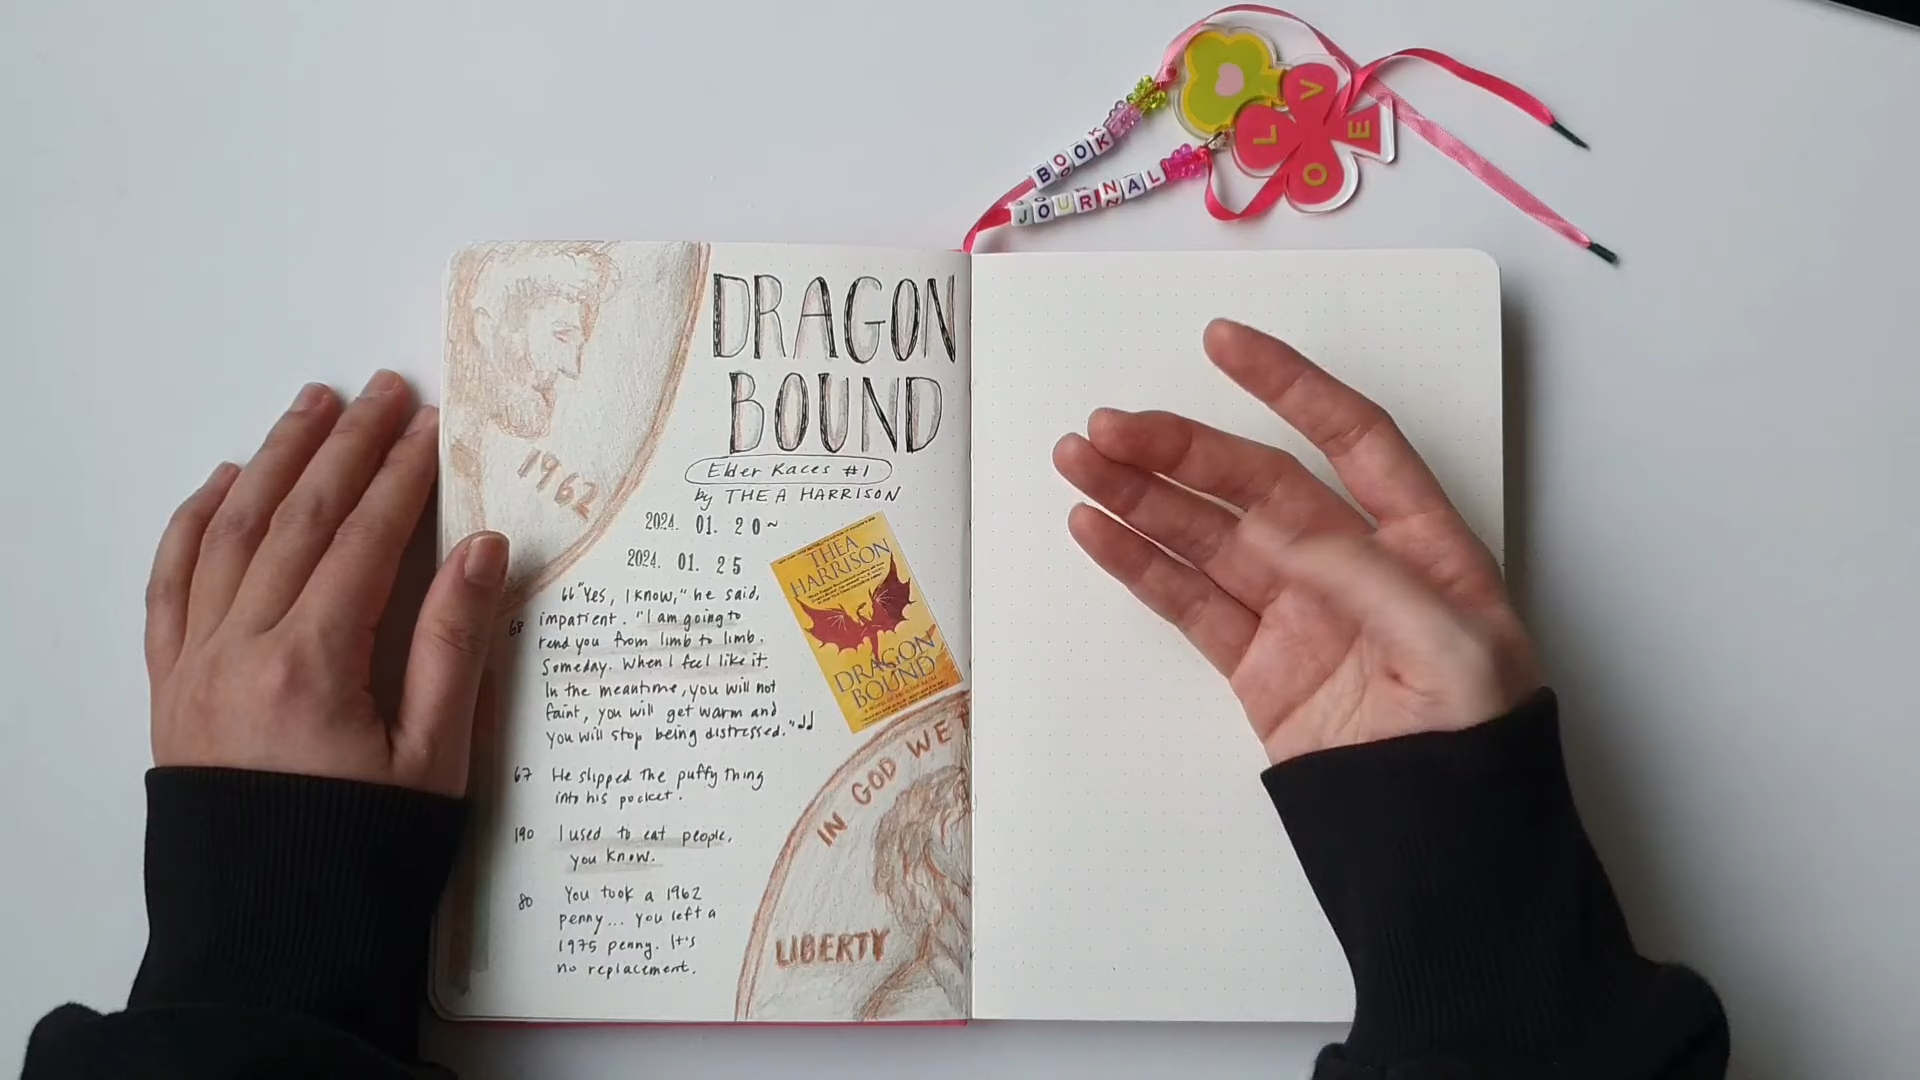 BOOK
JOURNAL
L
V
O
E
DRAGON
BOUND
Elder Races #1
by THEA HARRISON
1962
2024. 01. 20~
2024. 01. 25
68 "Yes, I know," he said,
impatient. "I am going to
rend you from limb to limb.
Someday. When I feel like it.
In the meantime, you will not
faint, you will get warm and
you will stop being distressed."
THEA
HARRISON
DRAGON
BOUND
67 He slipped the puffy thing
into his pocket.
190 I used to eat people,
you know.
80 You took a 1962
penny... you left a
1975 penny. It's
no replacement.
IN GOD WE T
LIBERTY